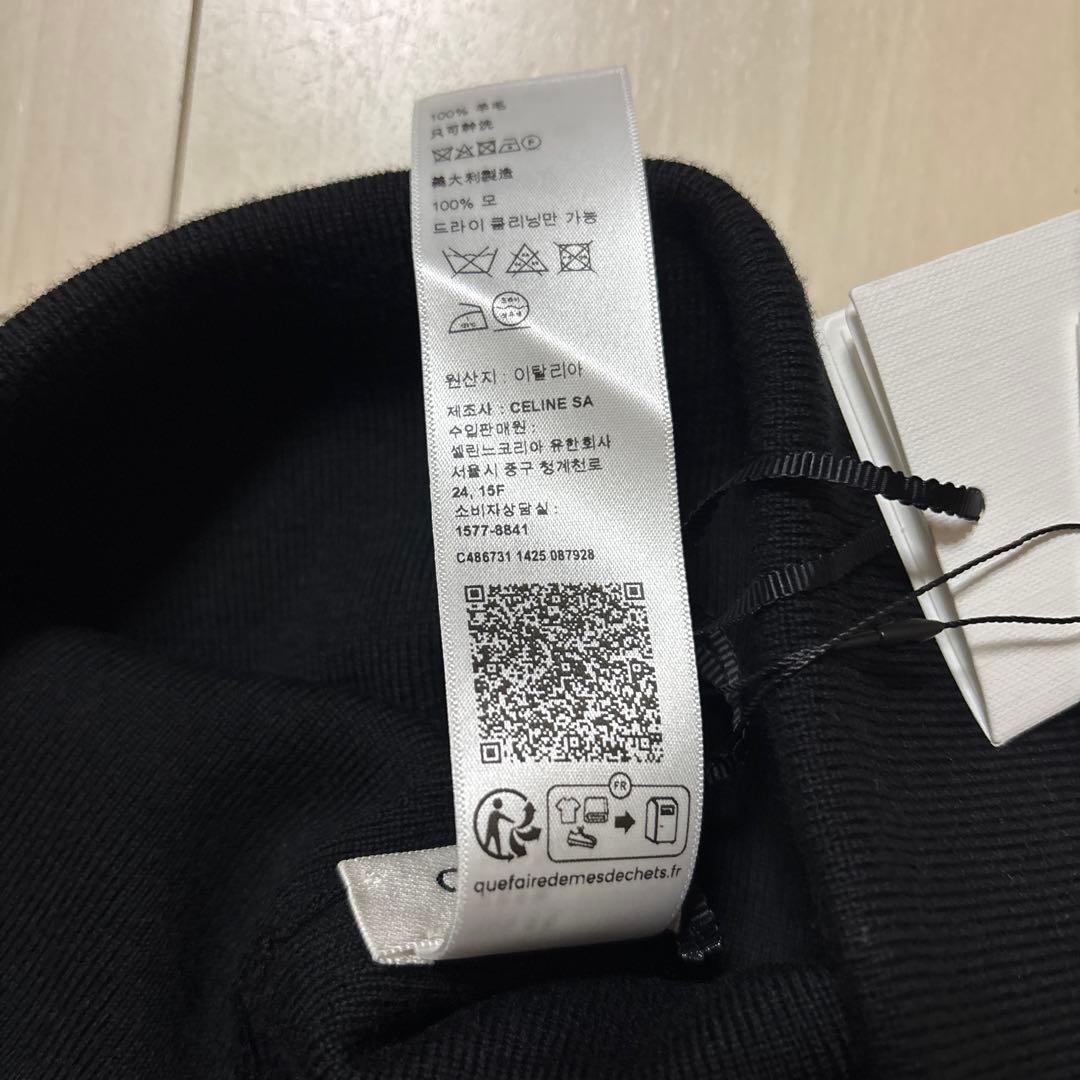 100% 羊毛
只可幹洗
義大利製造
100% 모
드라이 클리닝만 가능
원산지 : 이탈리아
제조사 : CELINE SA
수입판매원 :
셀린느코리아 유한회사
서울시 중구 청계천로
24, 15F
소비자상담실 :
1577-8841
C486731 1425 087928
FR
quefairedemesdechets.fr